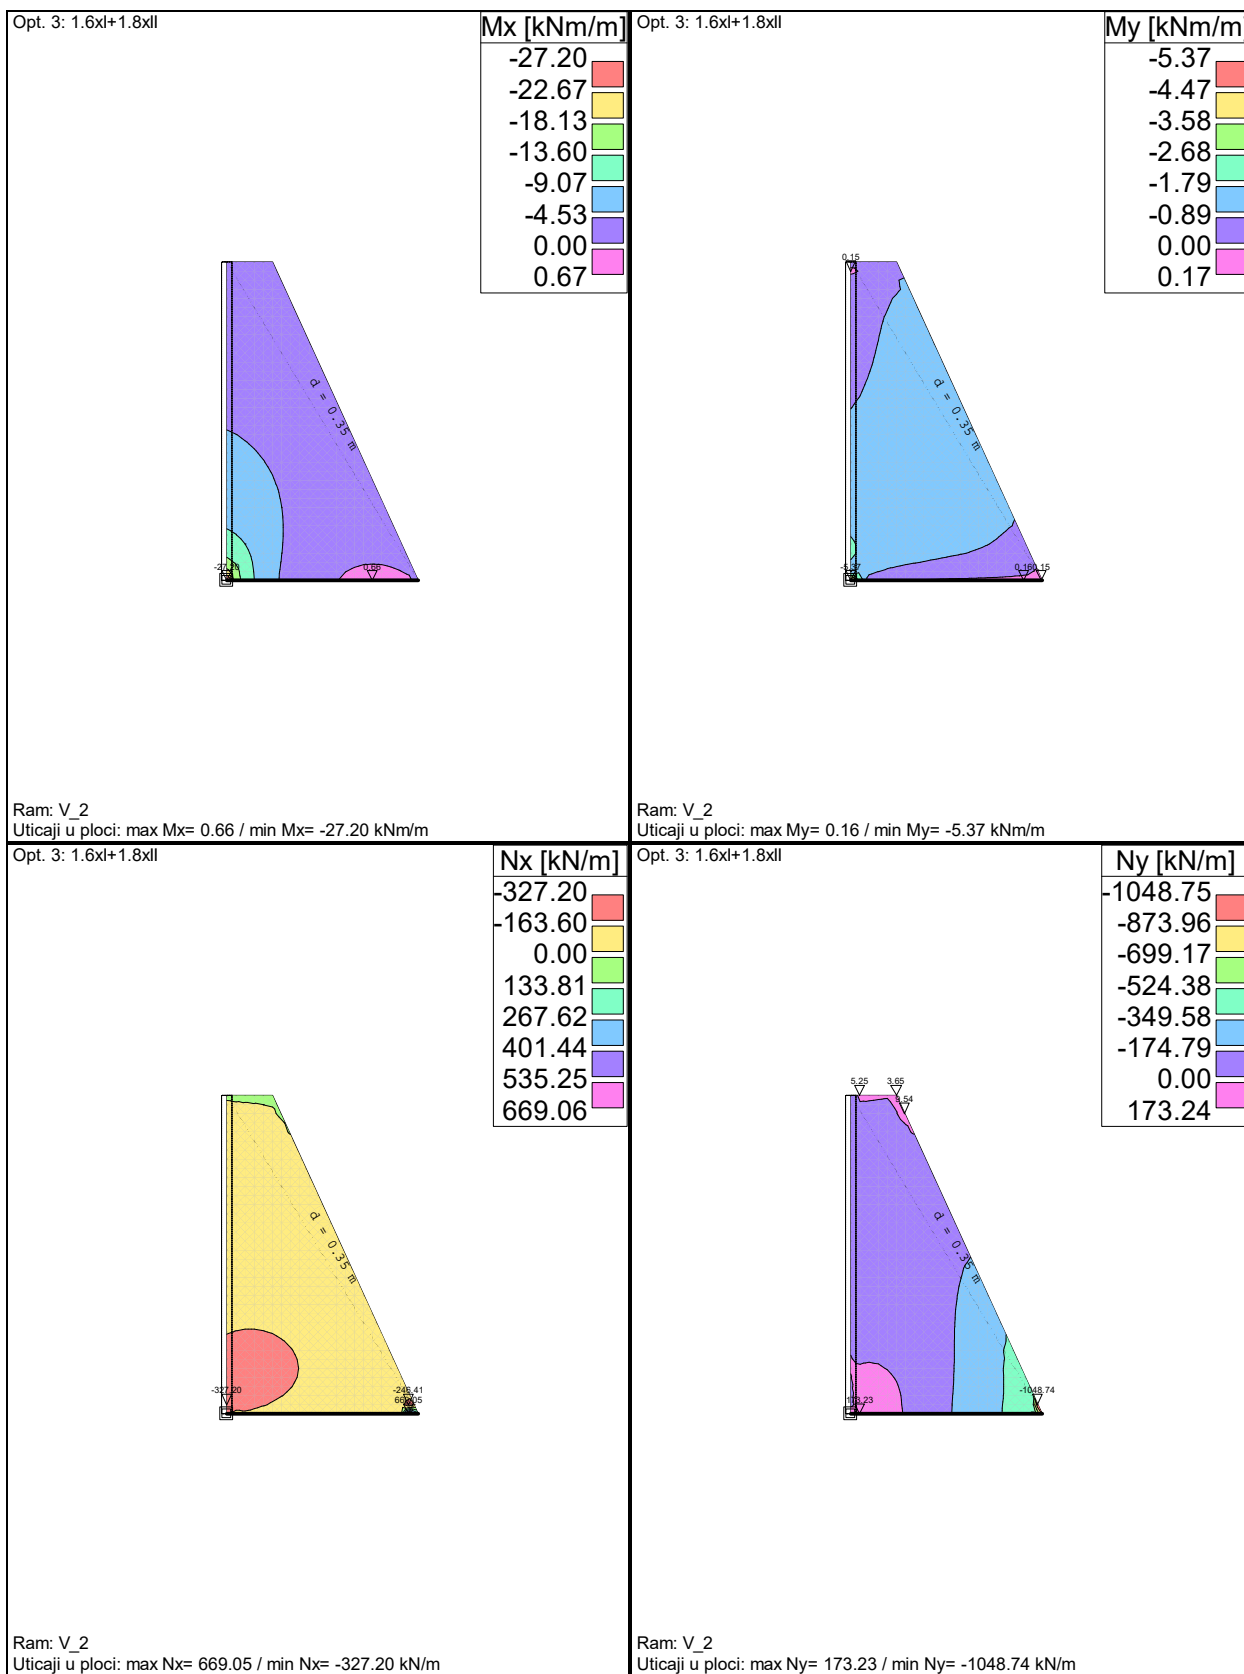 Opt. 3: 1.6xI+1.8xII
Mx [kNm/m]
-27.20
-22.67
-18.13
-13.60
-9.07
-4.53
0.00
0.67
d = 0.35 m
-27.20
0.66
Ram: V_2
Uticaji u ploci: max Mx= 0.66 / min Mx= -27.20 kNm/m
Opt. 3: 1.6xI+1.8xII
My [kNm/m]
-5.37
-4.47
-3.58
-2.68
-1.79
-0.89
0.00
0.17
0.15
d = 0.35 m
-5.37
0.16
0.15
Ram: V_2
Uticaji u ploci: max My= 0.16 / min My= -5.37 kNm/m
Opt. 3: 1.6xI+1.8xII
Nx [kN/m]
-327.20
-163.60
0.00
133.81
267.62
401.44
535.25
669.06
d = 0.35 m
-327.20
-246.41
669.05
Ram: V_2
Uticaji u ploci: max Nx= 669.05 / min Nx= -327.20 kN/m
Opt. 3: 1.6xI+1.8xII
Ny [kN/m]
-1048.75
-873.96
-699.17
-524.38
-349.58
-174.79
0.00
173.24
5.25
3.65
d = 0.35 m
-1048.74
173.23
Ram: V_2
Uticaji u ploci: max Ny= 173.23 / min Ny= -1048.74 kN/m